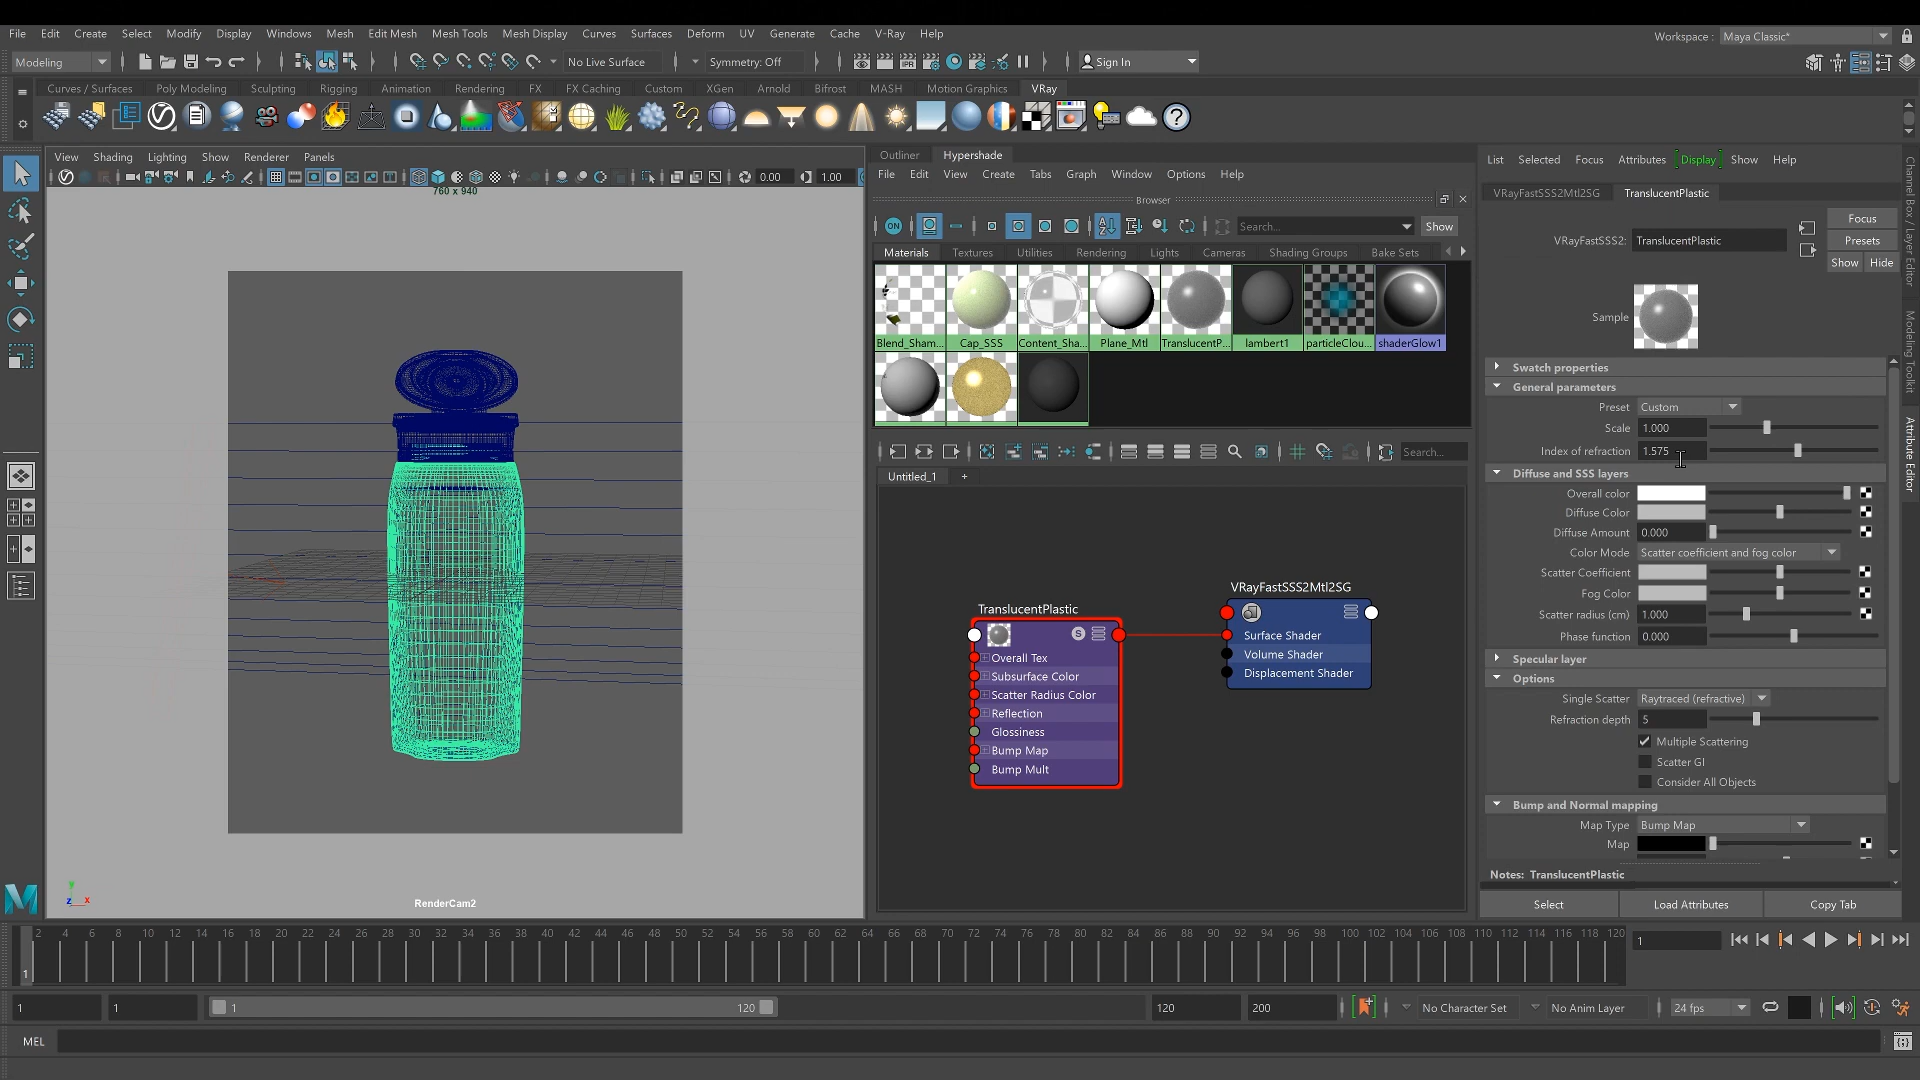 File Edit Create Select Modify Display Windows Mesh Edit Mesh Mesh Tools Mesh Display Curves Surfaces Deform UV Generate Cache V-Ray Help
Workspace : Maya Classic*
Modeling No Live Surface Symmetry: Off Sign In
Curves / Surfaces Poly Modeling Sculpting Rigging Animation Rendering FX FX Caching Custom XGen Arnold Bifrost MASH Motion Graphics VRay
View Shading Lighting Show Renderer Panels
0.00 1.00
760 x 940
RenderCam2
Outliner Hypershade
File Edit View Create Tabs Graph Window Options Help
Browser
ON Search... Show
Materials Textures Utilities Rendering Lights Cameras Shading Groups Bake Sets
Blend_Sham... Cap_SSS Content_Sha... Plane_Mtl TranslucentP... lambert1 particleClou... shaderGlow1
Search...
Untitled_1 +
TranslucentPlastic
S
Overall Tex
Subsurface Color
Scatter Radius Color
Reflection
Glossiness
Bump Map
Bump Mult
VRayFastSSS2Mtl2SG
Surface Shader
Volume Shader
Displacement Shader
List Selected Focus Attributes Display Show Help
VRayFastSSS2Mtl2SG TranslucentPlastic
VRayFastSSS2: TranslucentPlastic
Focus
Presets
Show Hide
Sample
Swatch properties
General parameters
Preset Custom
Scale 1.000
Index of refraction 1.575
Diffuse and SSS layers
Overall color
Diffuse Color
Diffuse Amount 0.000
Color Mode Scatter coefficient and fog color
Scatter Coefficient
Fog Color
Scatter radius (cm) 1.000
Phase function 0.000
Specular layer
Options
Single Scatter Raytraced (refractive)
Refraction depth 5
Multiple Scattering
Scatter GI
Consider All Objects
Bump and Normal mapping
Map Type Bump Map
Map
Notes: TranslucentPlastic
Select Load Attributes Copy Tab
Channel Box / Layer Editor
Modeling Toolkit
Attribute Editor
2 4 6 8 10 12 14 16 18 20 22 24 26 28 30 32 34 36 38 40 42 44 46 48 50 52 54 56 58 60 62 64 66 68 70 72 74 76 78 80 82 84 86 88 90 92 94 96 98 100 102 104 106 108 110 112 114 116 118 120
1
1
1 1 1 120 120 200 No Character Set No Anim Layer 24 fps
MEL